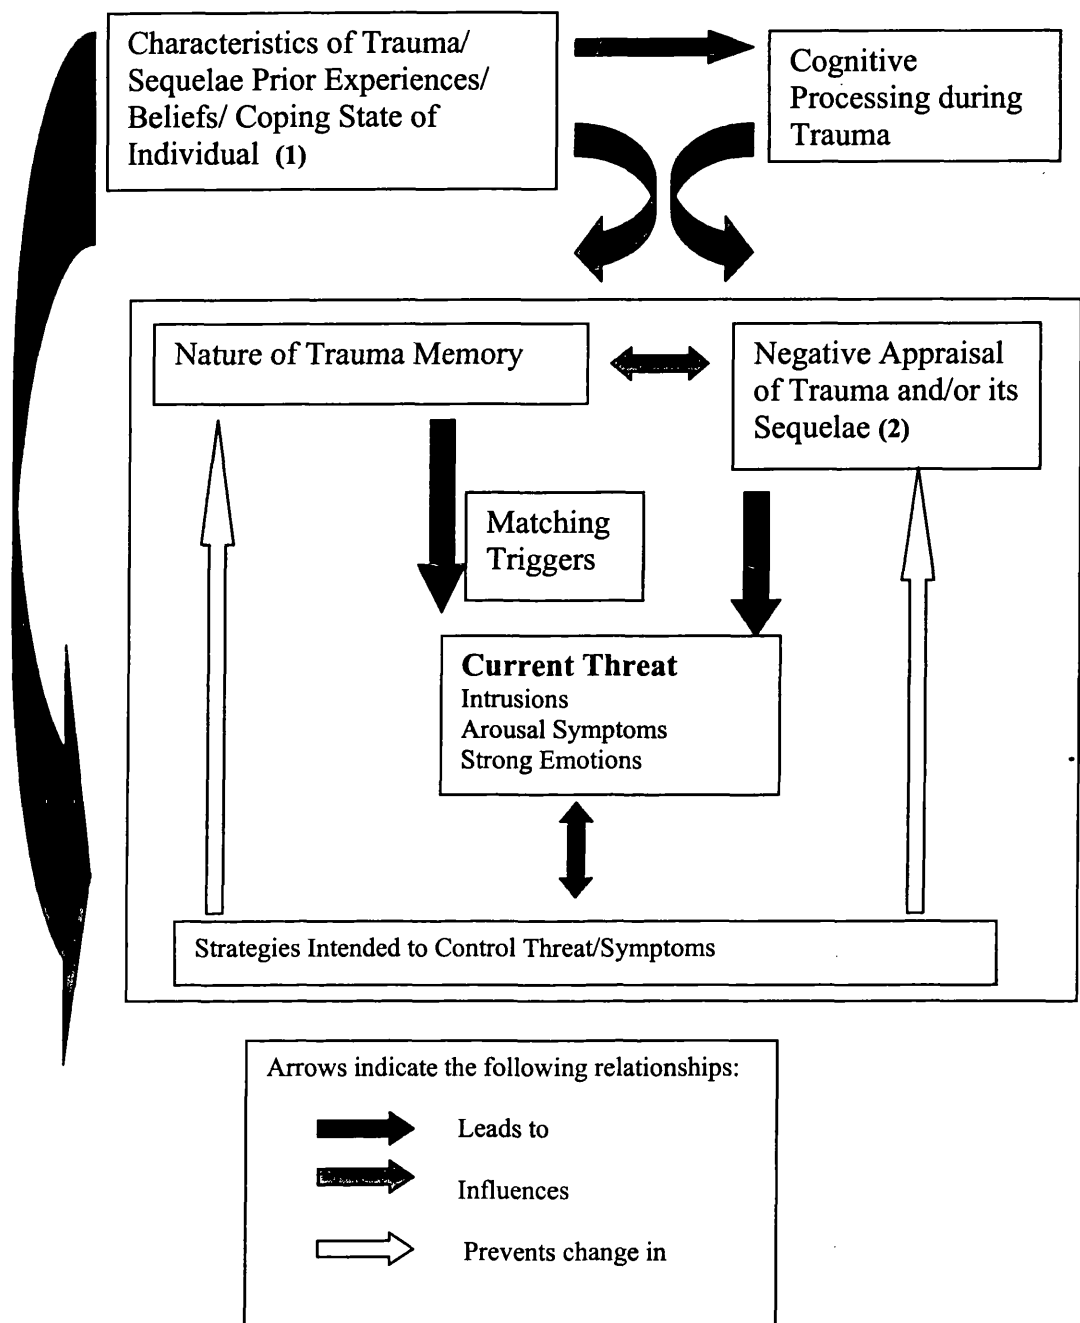 Characteristics of Trauma/
Sequelae Prior Experiences/
Beliefs/ Coping State of
Individual (1)
Cognitive
Processing during
Trauma
Nature of Trauma Memory
Negative Appraisal
of Trauma and/or its
Sequelae (2)
Matching
Triggers
Current Threat
Intrusions
Arousal Symptoms
Strong Emotions
Strategies Intended to Control Threat/Symptoms
Arrows indicate the following relationships:
Leads to
Influences
Prevents change in